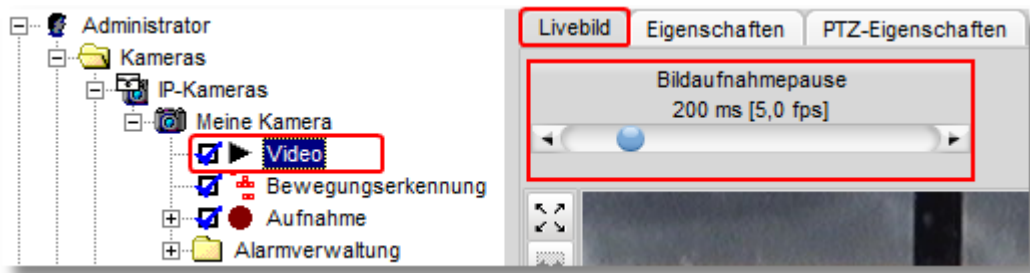 Administrator
Kameras
IP-Kameras
Meine Kamera
Video
Bewegungserkennung
Aufnahme
Alarmverwaltung
Livebild
Eigenschaften
PTZ-Eigenschaften
Bildaufnahmepause
200 ms [5,0 fps]